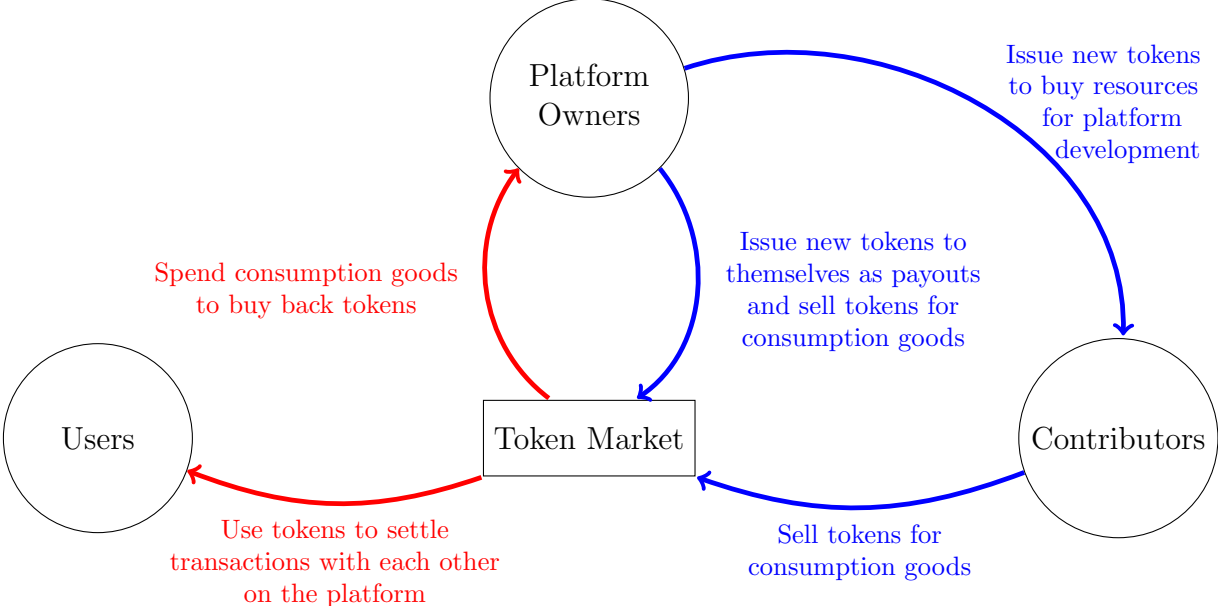 Platform
Owners
Issue new tokens
to buy resources
for platform
development
Spend consumption goods
to buy back tokens
Issue new tokens to
themselves as payouts
and sell tokens for
consumption goods
Users
Token Market
Contributors
Use tokens to settle
transactions with each other
on the platform
Sell tokens for
consumption goods